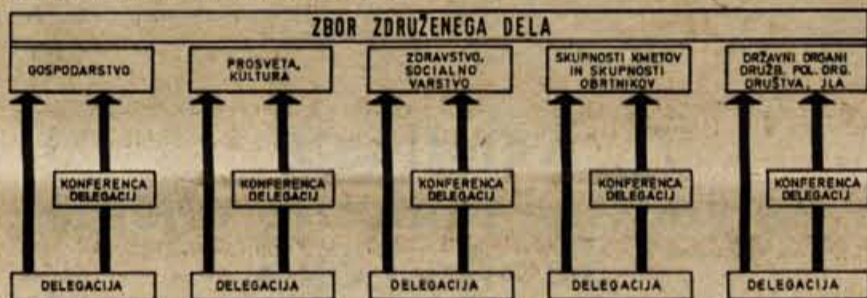 ZBOR ZDRUŽENEGA DELA
GOSPODARSTVO
PROSVETA,
KULTURA
ZDRAVSTVO,
SOCIALNO
VARSTVO
SKUPNOSTI KMETOV
IN SKUPNOSTI
OBRTNIKOV
DRŽAVNI ORGANI
DRUŽB. POL. ORG.
DRUŠTVA, JLA
KONFERENCA
DELEGACIJ
KONFERENCA
DELEGACIJ
KONFERENCA
DELEGACIJ
KONFERENCA
DELEGACIJ
KONFERENCA
DELEGACIJ
DELEGACIJA
DELEGACIJA
DELEGACIJA
DELEGACIJA
DELEGACIJA